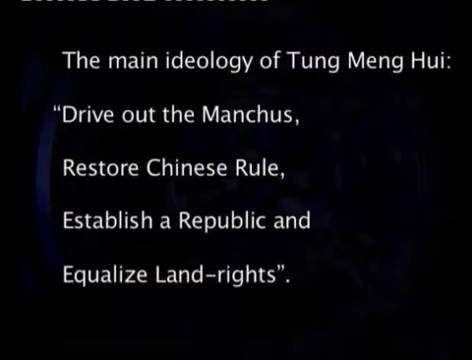 The main ideology of Tung Meng Hui:
“Drive out the Manchus,
Restore Chinese Rule,
Establish a Republic and
Equalize Land-rights”.